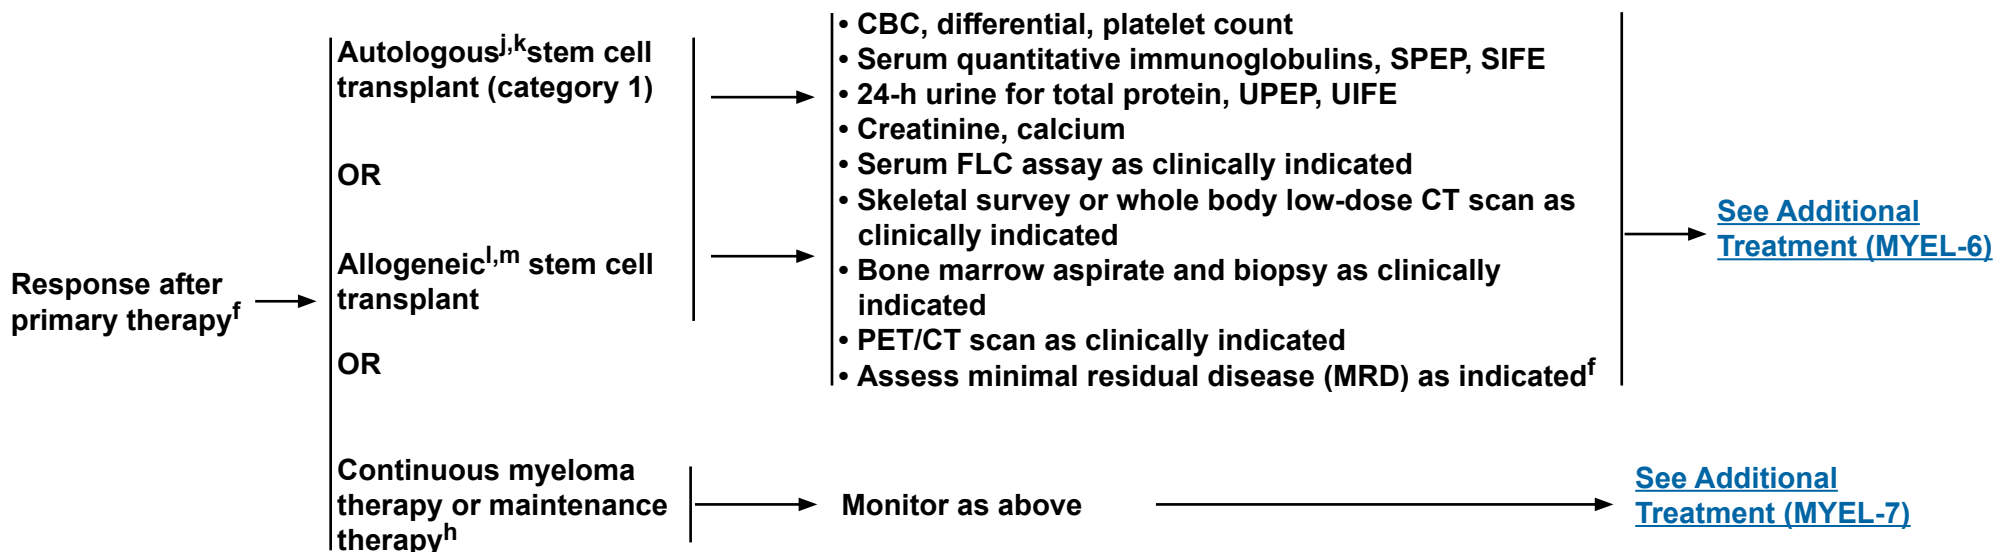 Response after
primary therapyf
Autologousj,kstem cell
transplant (category 1)
OR
Allogeneicl,m stem cell
transplant
OR
Continuous myeloma
therapy or maintenance
therapyh
• CBC, differential, platelet count
• Serum quantitative immunoglobulins, SPEP, SIFE
• 24-h urine for total protein, UPEP, UIFE
• Creatinine, calcium
• Serum FLC assay as clinically indicated
• Skeletal survey or whole body low-dose CT scan as
clinically indicated
• Bone marrow aspirate and biopsy as clinically
indicated
• PET/CT scan as clinically indicated
• Assess minimal residual disease (MRD) as indicatedf
Monitor as above
See Additional
Treatment (MYEL-6)
See Additional
Treatment (MYEL-7)